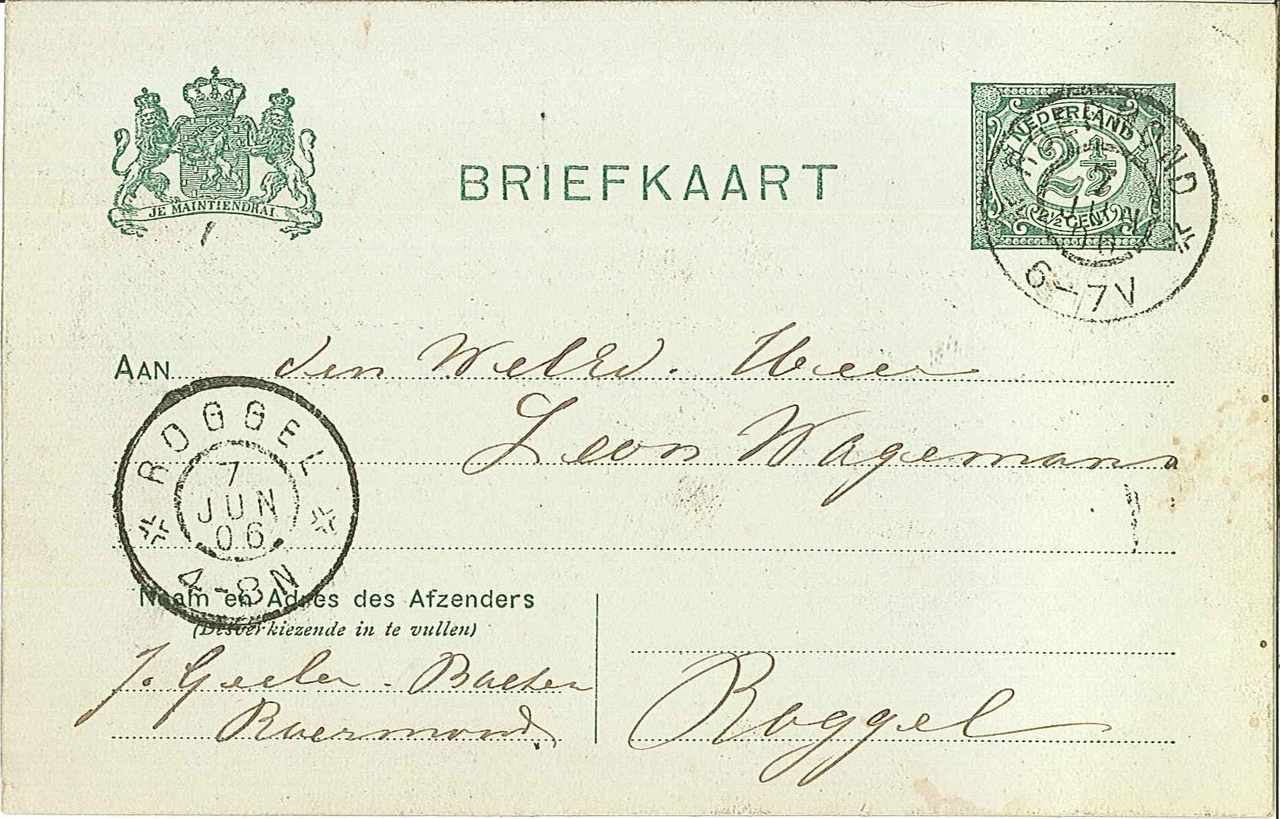 JE MAINTIENDRAI
BRIEFKAART
NEDERLAND
2½
2½ CENT
6-7V
AAN den WelEd. Heer
Leon Wagemans
ROGGEL
7
JUN
06
4-8N
Naam en Adres des Afzenders
(Desverkiezende in te vullen)
J. Geelen - Baeten
Roermond
Roggel